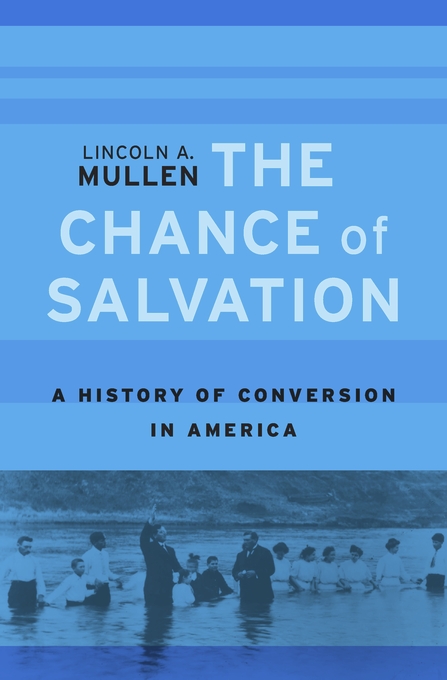 LINCOLN A.
MULLEN
THE
CHANCE of
SALVATION
A HISTORY OF CONVERSION
IN AMERICA